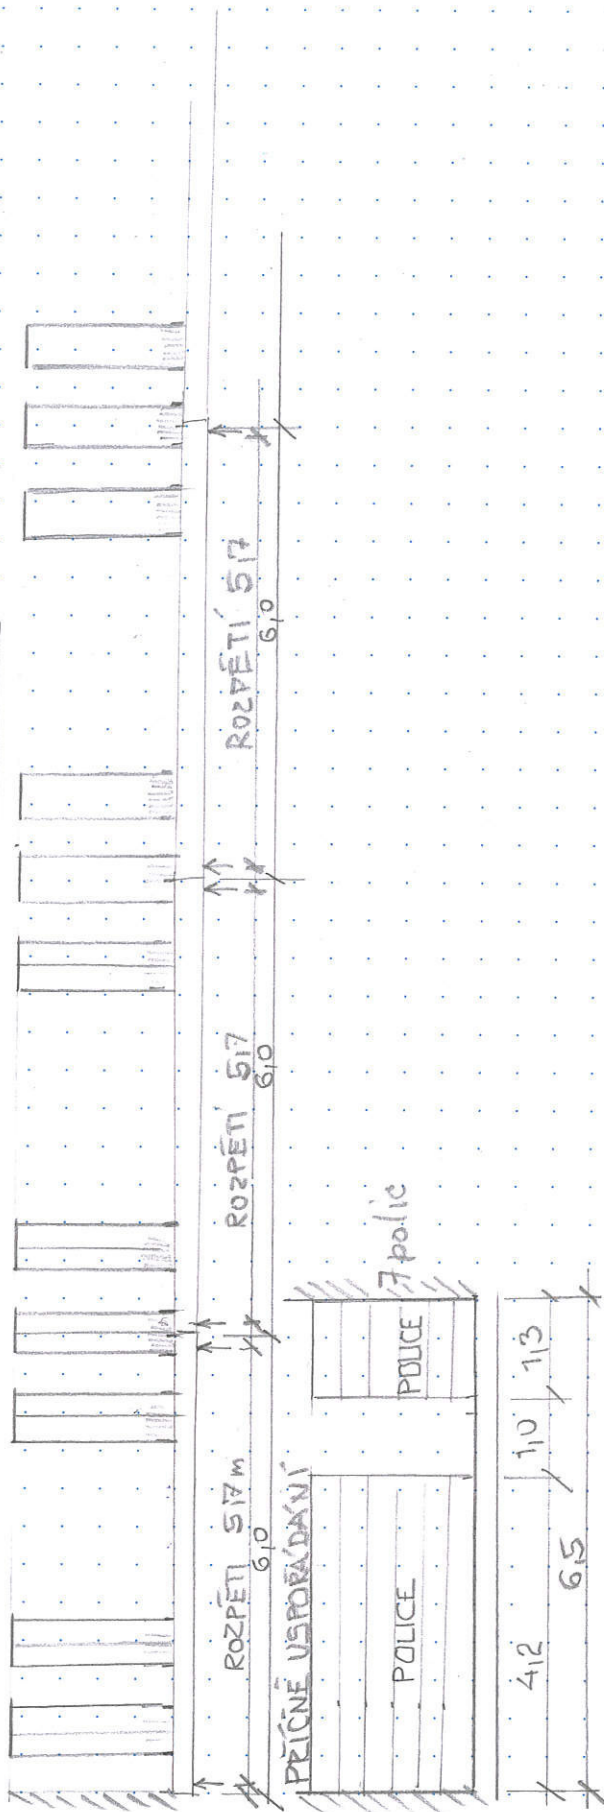 ROZPĚTÍ 5,7m
6,0
ROZPĚTÍ 5,7
6,0
ROZPĚTÍ 5,7
6,0
PŘÍČNÉ USPOŘÁDÁNÍ
POLICE
POLICE
7 polic
4,2
1,0
1,3
6,5